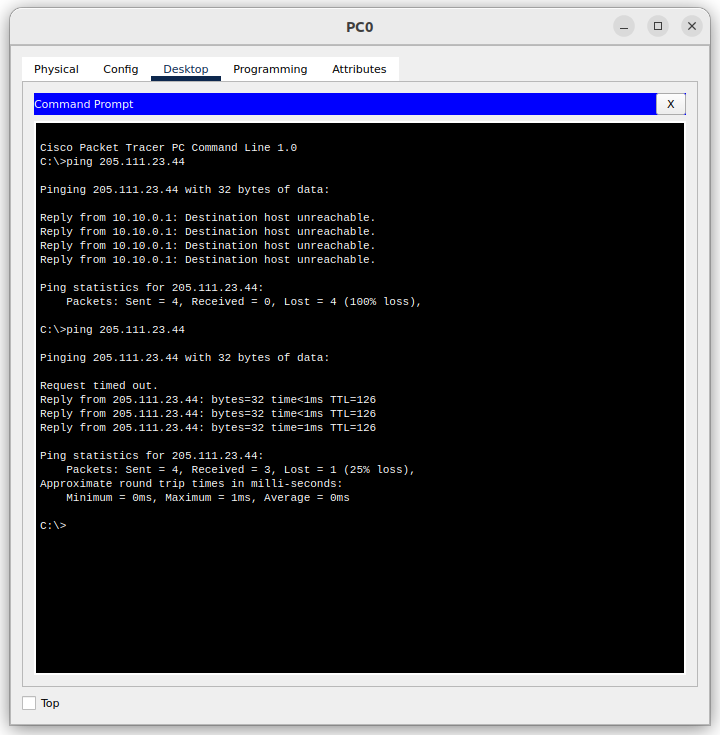 PC0
Physical Config Desktop Programming Attributes
Command Prompt X
Cisco Packet Tracer PC Command Line 1.0
C:\>ping 205.111.23.44
Pinging 205.111.23.44 with 32 bytes of data:
Reply from 10.10.0.1: Destination host unreachable.
Reply from 10.10.0.1: Destination host unreachable.
Reply from 10.10.0.1: Destination host unreachable.
Reply from 10.10.0.1: Destination host unreachable.
Ping statistics for 205.111.23.44:
Packets: Sent = 4, Received = 0, Lost = 4 (100% loss),
C:\>ping 205.111.23.44
Pinging 205.111.23.44 with 32 bytes of data:
Request timed out.
Reply from 205.111.23.44: bytes=32 time<1ms TTL=126
Reply from 205.111.23.44: bytes=32 time<1ms TTL=126
Reply from 205.111.23.44: bytes=32 time=1ms TTL=126
Ping statistics for 205.111.23.44:
Packets: Sent = 4, Received = 3, Lost = 1 (25% loss),
Approximate round trip times in milli-seconds:
Minimum = 0ms, Maximum = 1ms, Average = 0ms
C:\>
Top